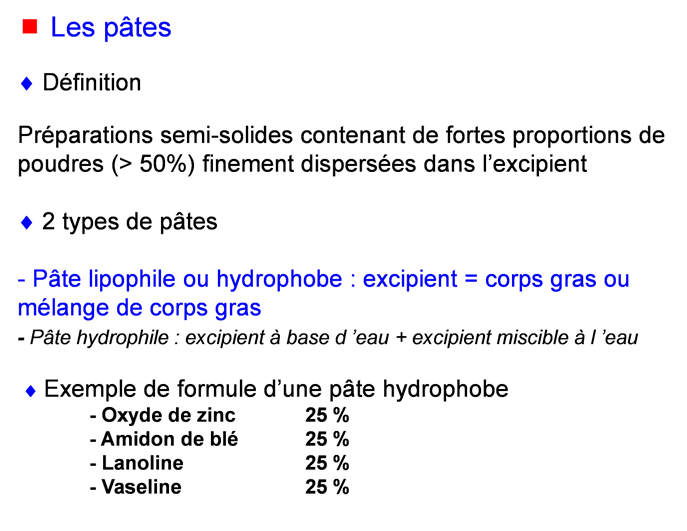 Les pâtes
Définition
Préparations semi-solides contenant de fortes proportions de
poudres (> 50%) finement dispersées dans l'excipient
2 types de pâtes
- Pâte lipophile ou hydrophobe : excipient = corps gras ou
mélange de corps gras
- Pâte hydrophile : excipient à base d 'eau + excipient miscible à l 'eau
Exemple de formule d'une pâte hydrophobe
- Oxyde de zinc 25 %
- Amidon de blé 25 %
- Lanoline 25 %
- Vaseline 25 %